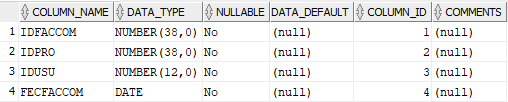 COLUMN_NAME DATA_TYPE NULLABLE DATA_DEFAULT COLUMN_ID COMMENTS
1 IDFACCOM NUMBER(38,0) No (null) 1 (null)
2 IDPRO NUMBER(38,0) No (null) 2 (null)
3 IDUSU NUMBER(12,0) No (null) 3 (null)
4 FECFACCOM DATE No (null) 4 (null)